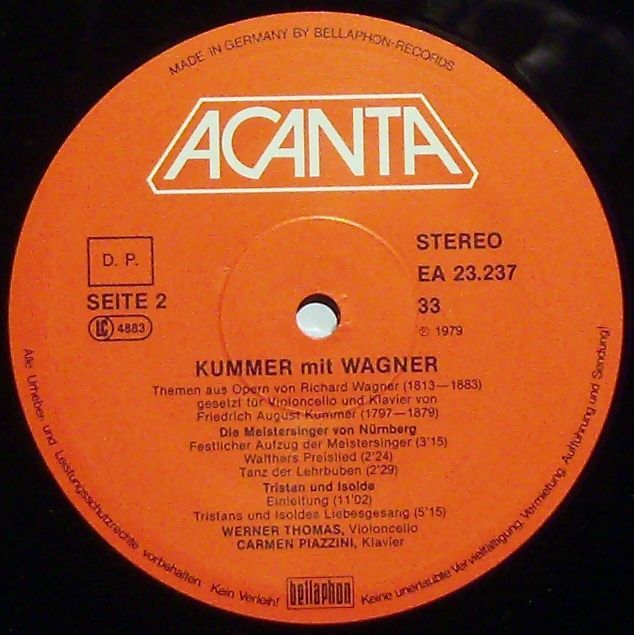 MADE IN GERMANY BY BELLAPHON-RECORDS
ACANTA
D. P.
SEITE 2
LC 4883
STEREO
EA 23.237
33
℗ 1979
KUMMER mit WAGNER
Themen aus Opern von Richard Wagner (1813—1883)
gesetzt für Violoncello und Klavier von
Friedrich August Kummer (1797—1879)
Die Meistersinger von Nürnberg
Festlicher Aufzug der Meistersinger (3'15)
Walthers Preislied (2'24)
Tanz der Lehrbuben (2'29)
Tristan und Isolde
Einleitung (11'02)
Tristans und Isoldes Liebesgesang (5'15)
WERNER THOMAS, Violoncello
CARMEN PIAZZINI, Klavier
Alle Urheber- und Leistungsschutzrechte vorbehalten. Kein Verleih! Keine unerlaubte Vervielfältigung, Vermietung, Aufführung und Sendung!
bellaphon